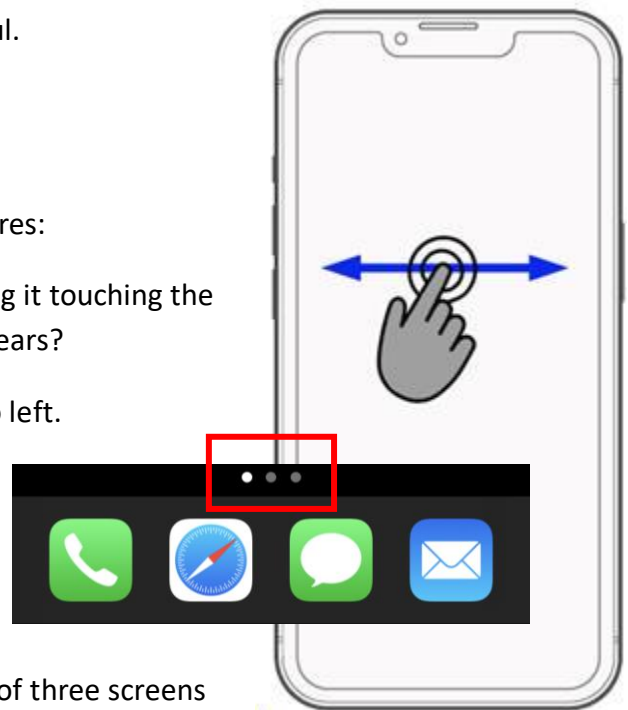 ul.
res:
g it touching the
ears?
left.
of three screens